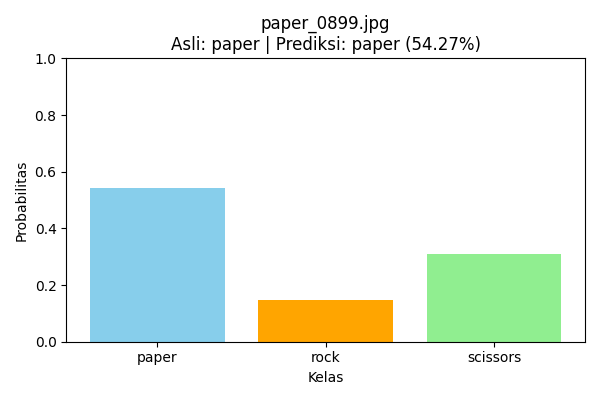 paper_0899.jpg
Asli: paper | Prediksi: paper (54.27%)
1.0
0.8
0.6
0.4
0.2
0.0
Probabilitas
paper rock scissors
Kelas